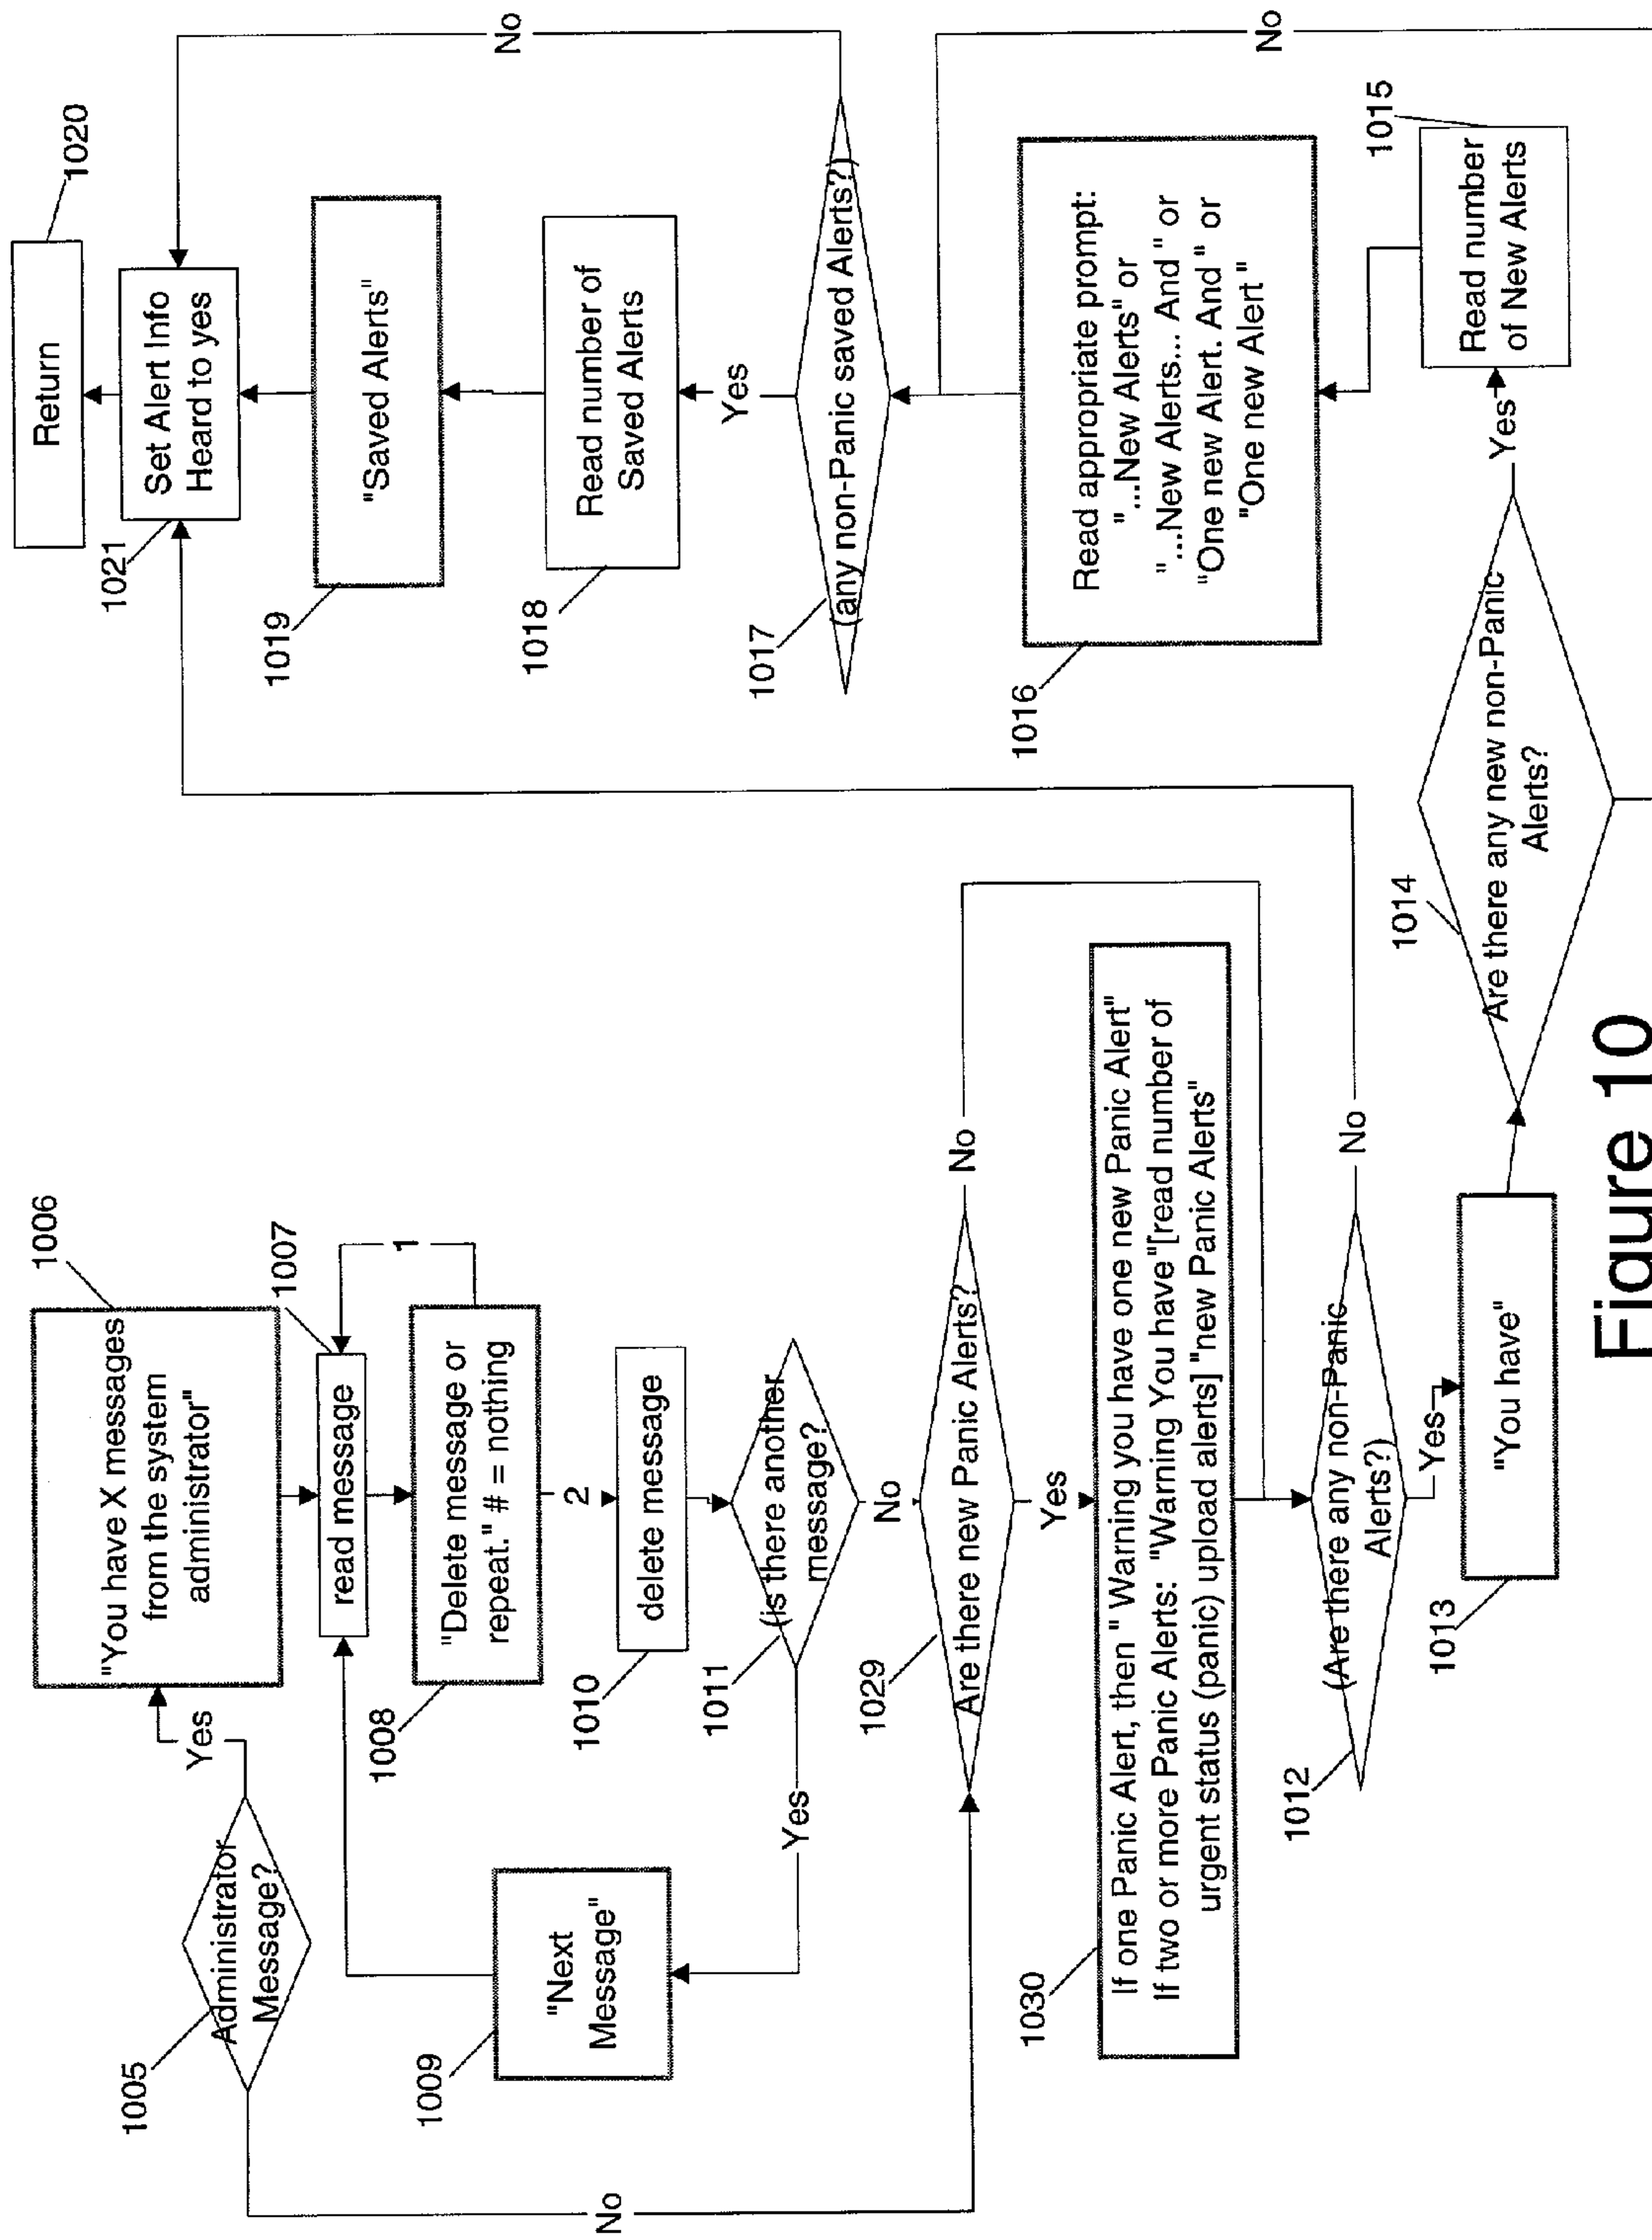 1005
Administrator
Message?
Yes
No
1006
"You have X messages
from the system
administrator"
1007
read message
1
1008
"Delete message or
repeat." # = nothing
2
1009
"Next
Message"
1010
delete message
1011
(is there another
message?
Yes
No
1029
Are there new Panic Alerts?
No
Yes
1030
If one Panic Alert, then " Warning you have one new Panic Alert"
If two or more Panic Alerts: "Warning You have"[read number of
urgent status (panic) upload alerts] "new Panic Alerts"
1012
(Are there any non-Panic
Alerts?)
No
Yes
1013
"You have"
1014
Are there any new non-Panic
Alerts?
Yes
No
1015
Read number
of New Alerts
1016
Read appropriate prompt:
"...New Alerts" or
"...New Alerts... And " or
"One new Alert. And " or
"One new Alert"
1017
(any non-Panic saved Alerts?)
No
Yes
1018
Read number of
Saved Alerts
1019
"Saved Alerts"
1021
Set Alert Info
Heard to yes
1020
Return
Figure 10